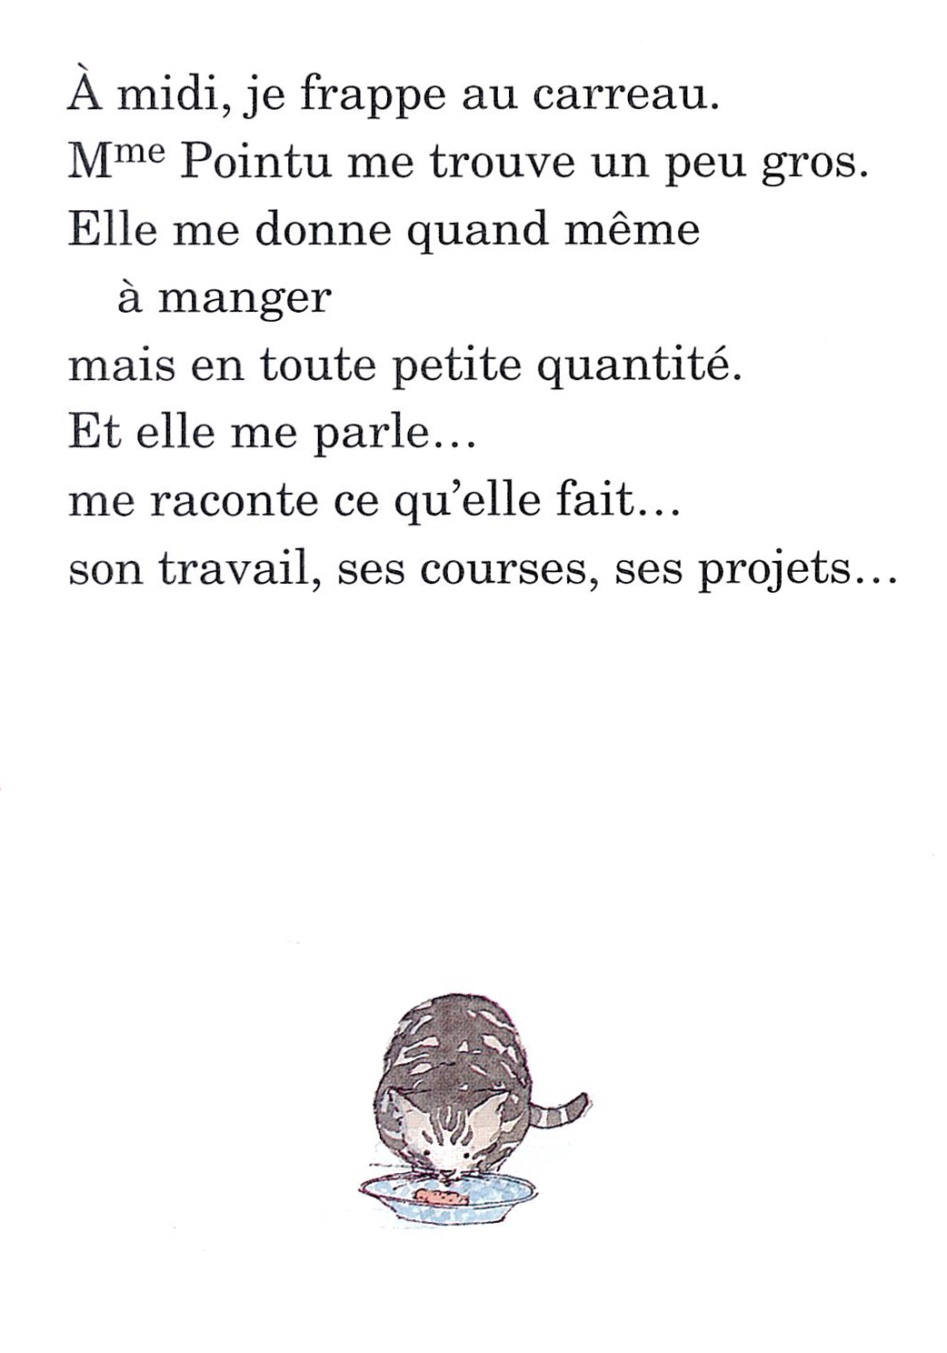 À midi, je frappe au carreau.
Mme Pointu me trouve un peu gros.
Elle me donne quand même
à manger
mais en toute petite quantité.
Et elle me parle…
me raconte ce qu’elle fait…
son travail, ses courses, ses projets…